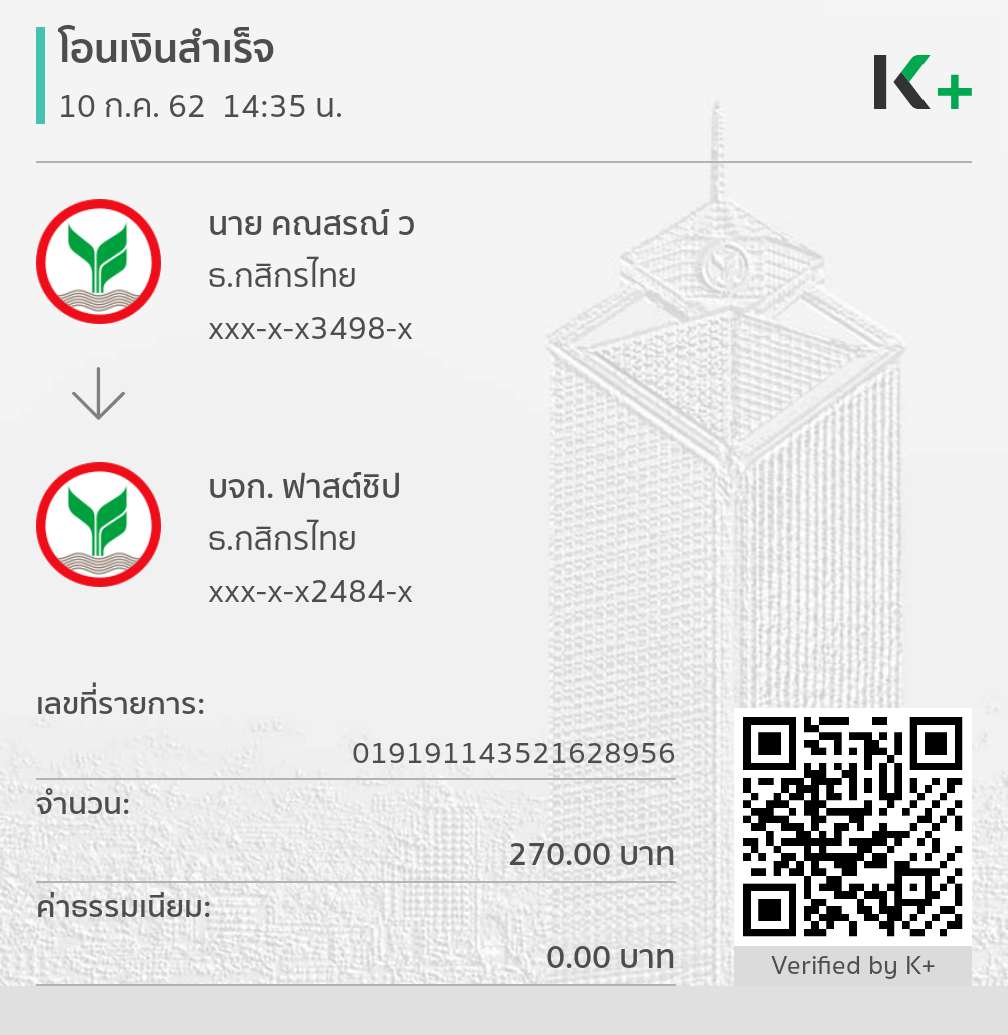 โอนเงินสำเร็จ
10 ก.ค. 62 14:35 น.
K+
นาย คณสรณ์ ว
ธ.กสิกรไทย
xxx-x-x3498-x
บจก. ฟาสต์ชิป
ธ.กสิกรไทย
xxx-x-x2484-x
เลขที่รายการ:
019191143521628956
จำนวน:
270.00 บาท
ค่าธรรมเนียม:
0.00 บาท
Verified by K+